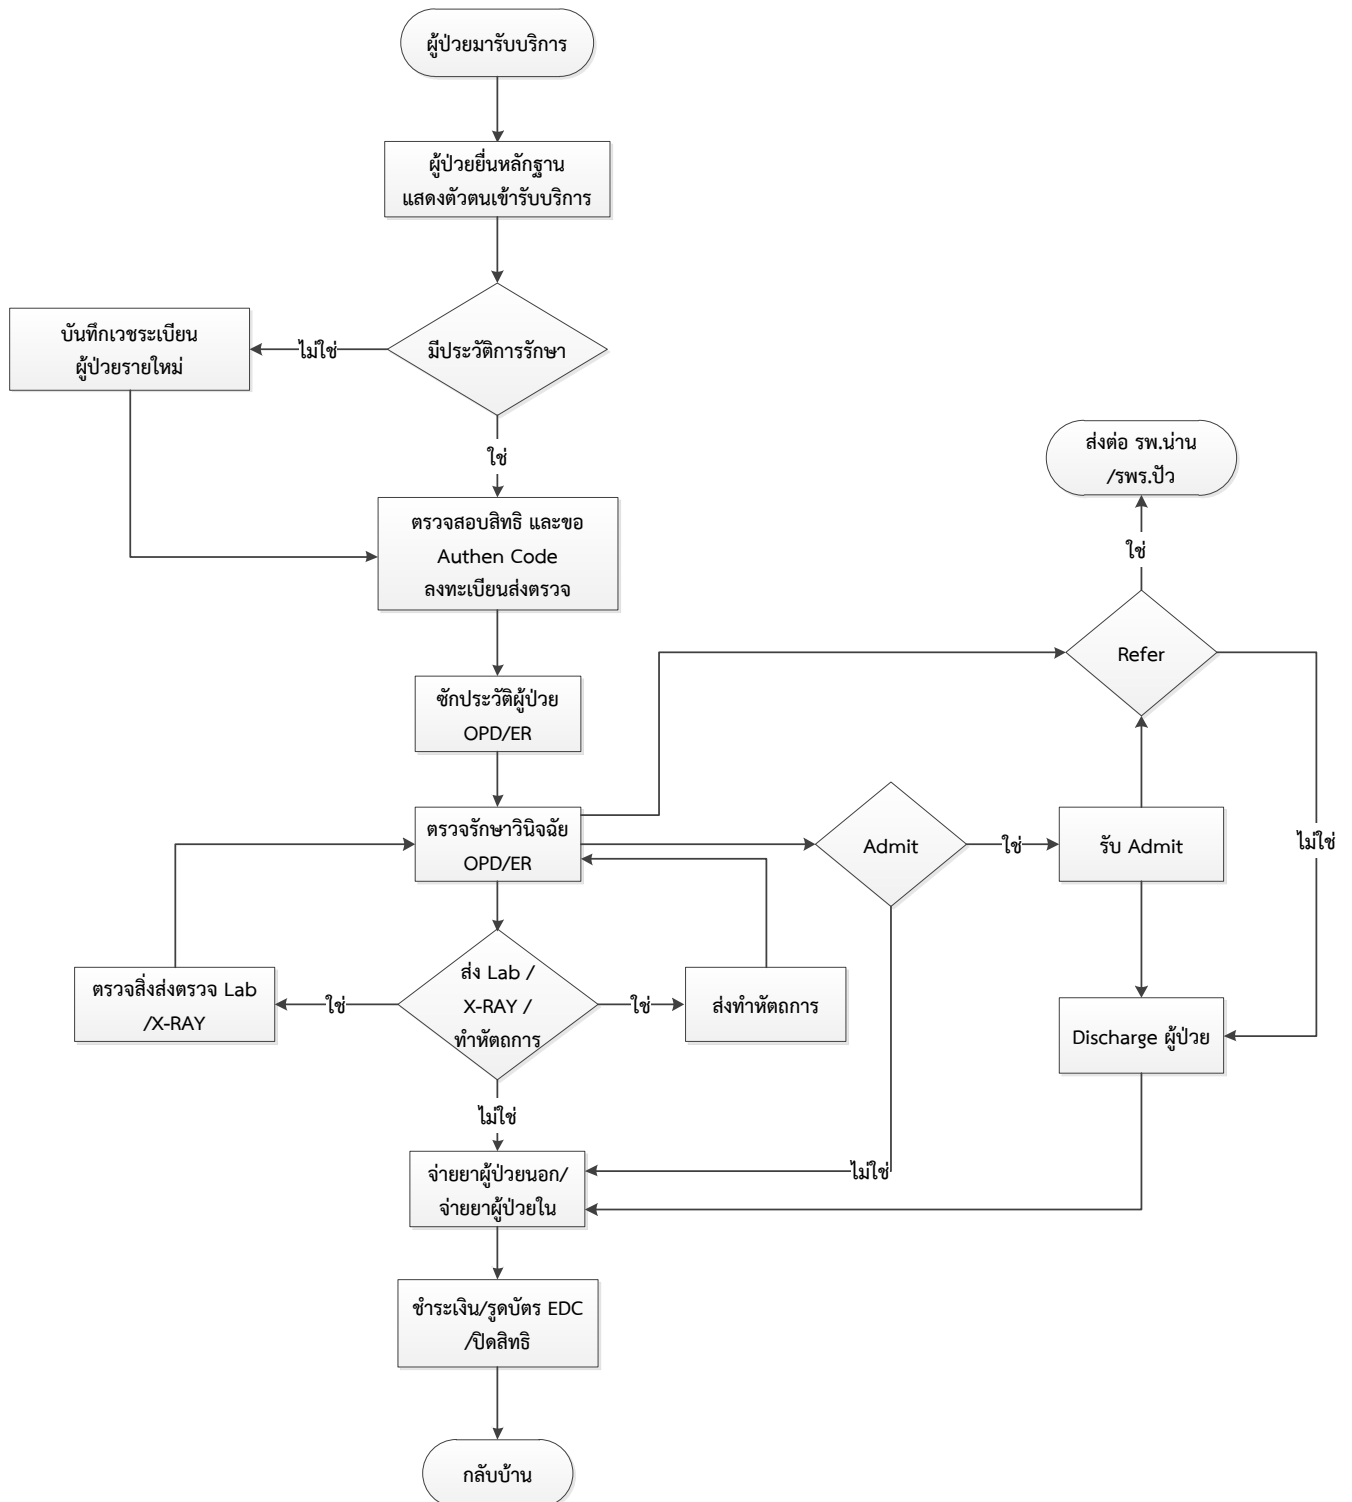 ผู้ป่วยมารับบริการ
ผู้ป่วยยื่นหลักฐาน
แสดงตัวตนเข้ารับบริการ
มีประวัติการรักษา
ไม่ใช่
บันทึกเวชระเบียน
ผู้ป่วยรายใหม่
ใช่
ตรวจสอบสิทธิ และขอ
Authen Code
ลงทะเบียนส่งตรวจ
ส่งต่อ รพ.น่าน
/รพร.ปัว
ใช่
Refer
ไม่ใช่
ซักประวัติผู้ป่วย
OPD/ER
ตรวจรักษาวินิจฉัย
OPD/ER
Admit
ใช่
รับ Admit
ส่ง Lab /
X-RAY /
ทำหัตถการ
ใช่
ตรวจสิ่งส่งตรวจ Lab
/X-RAY
ใช่
ส่งทำหัตถการ
Discharge ผู้ป่วย
ไม่ใช่
ไม่ใช่
จ่ายยาผู้ป่วยนอก/
จ่ายยาผู้ป่วยใน
ชำระเงิน/รูดบัตร EDC
/ปิดสิทธิ
กลับบ้าน